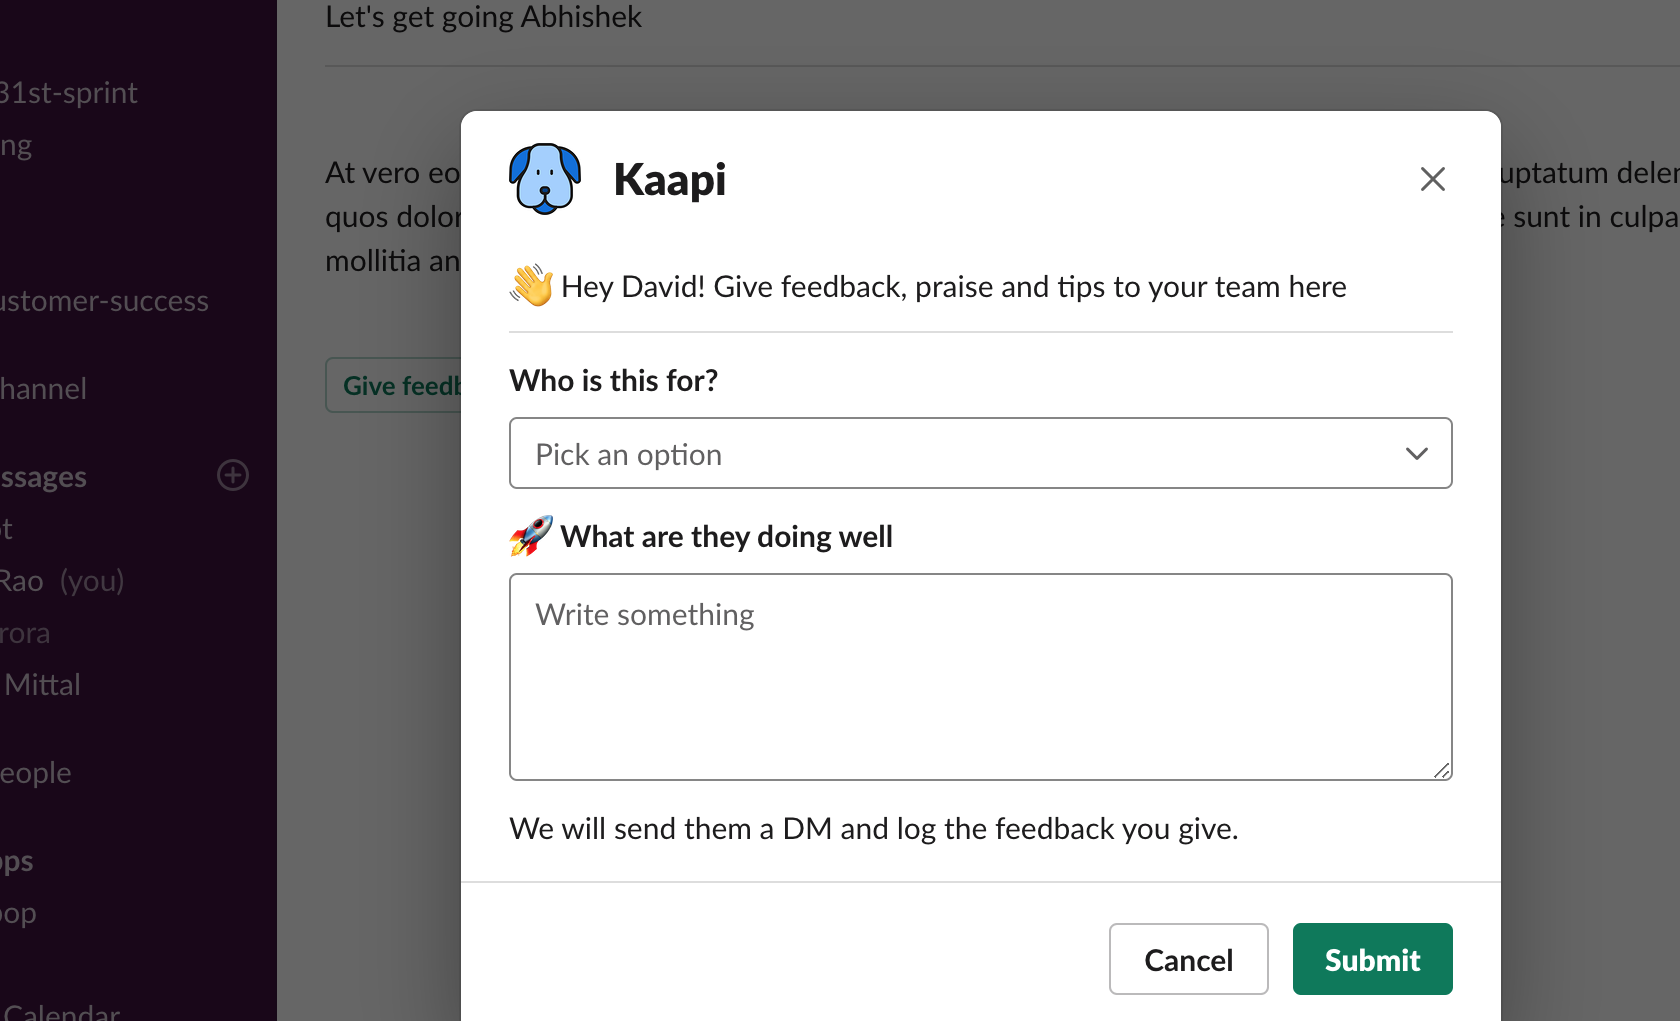 Let's get going Abhishek
31st-sprint
ng
ustomer-success
hannel
ssages
t
Rao (you)
rora
Mittal
eople
ps
op
Calendar
At vero eo
uptatum deler
quos dolor
sunt in culpa
mollitia an
Give feedb
Kaapi
👋 Hey David! Give feedback, praise and tips to your team here
Who is this for?
Pick an option
🚀 What are they doing well
Write something
We will send them a DM and log the feedback you give.
Cancel
Submit